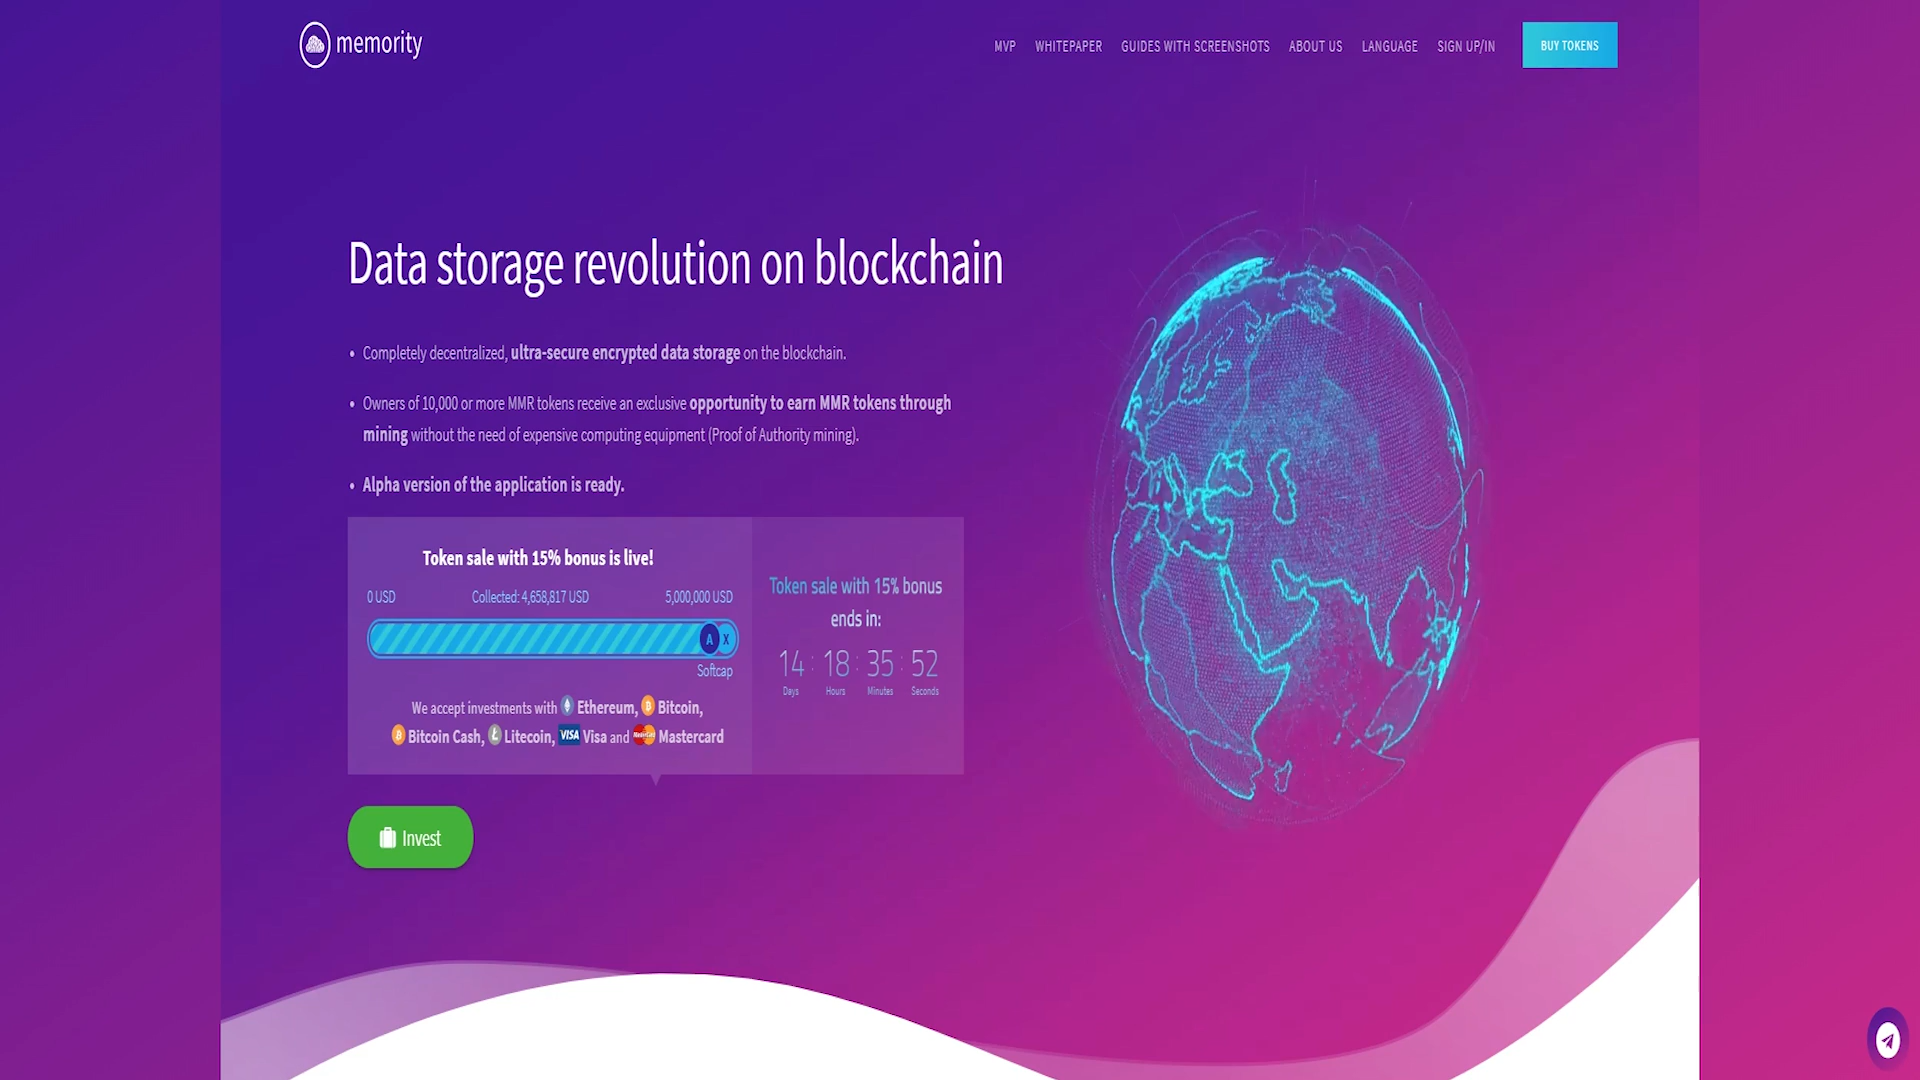 memority
MVP WHITEPAPER GUIDES WITH SCREENSHOTS ABOUT US LANGUAGE SIGN UP/IN BUY TOKENS
Data storage revolution on blockchain
• Completely decentralized, ultra-secure encrypted data storage on the blockchain.
• Owners of 10,000 or more MMR tokens receive an exclusive opportunity to earn MMR tokens through
mining without the need of expensive computing equipment (Proof of Authority mining).
• Alpha version of the application is ready.
Token sale with 15% bonus is live!
0 USD Collected: 4,658,817 USD 5,000,000 USD
A X
Softcap
We accept investments with Ethereum, Bitcoin,
Bitcoin Cash, Litecoin, VISA Visa and MasterCard Mastercard
Token sale with 15% bonus
ends in:
14 : 18 : 35 : 52
Days Hours Minutes Seconds
Invest